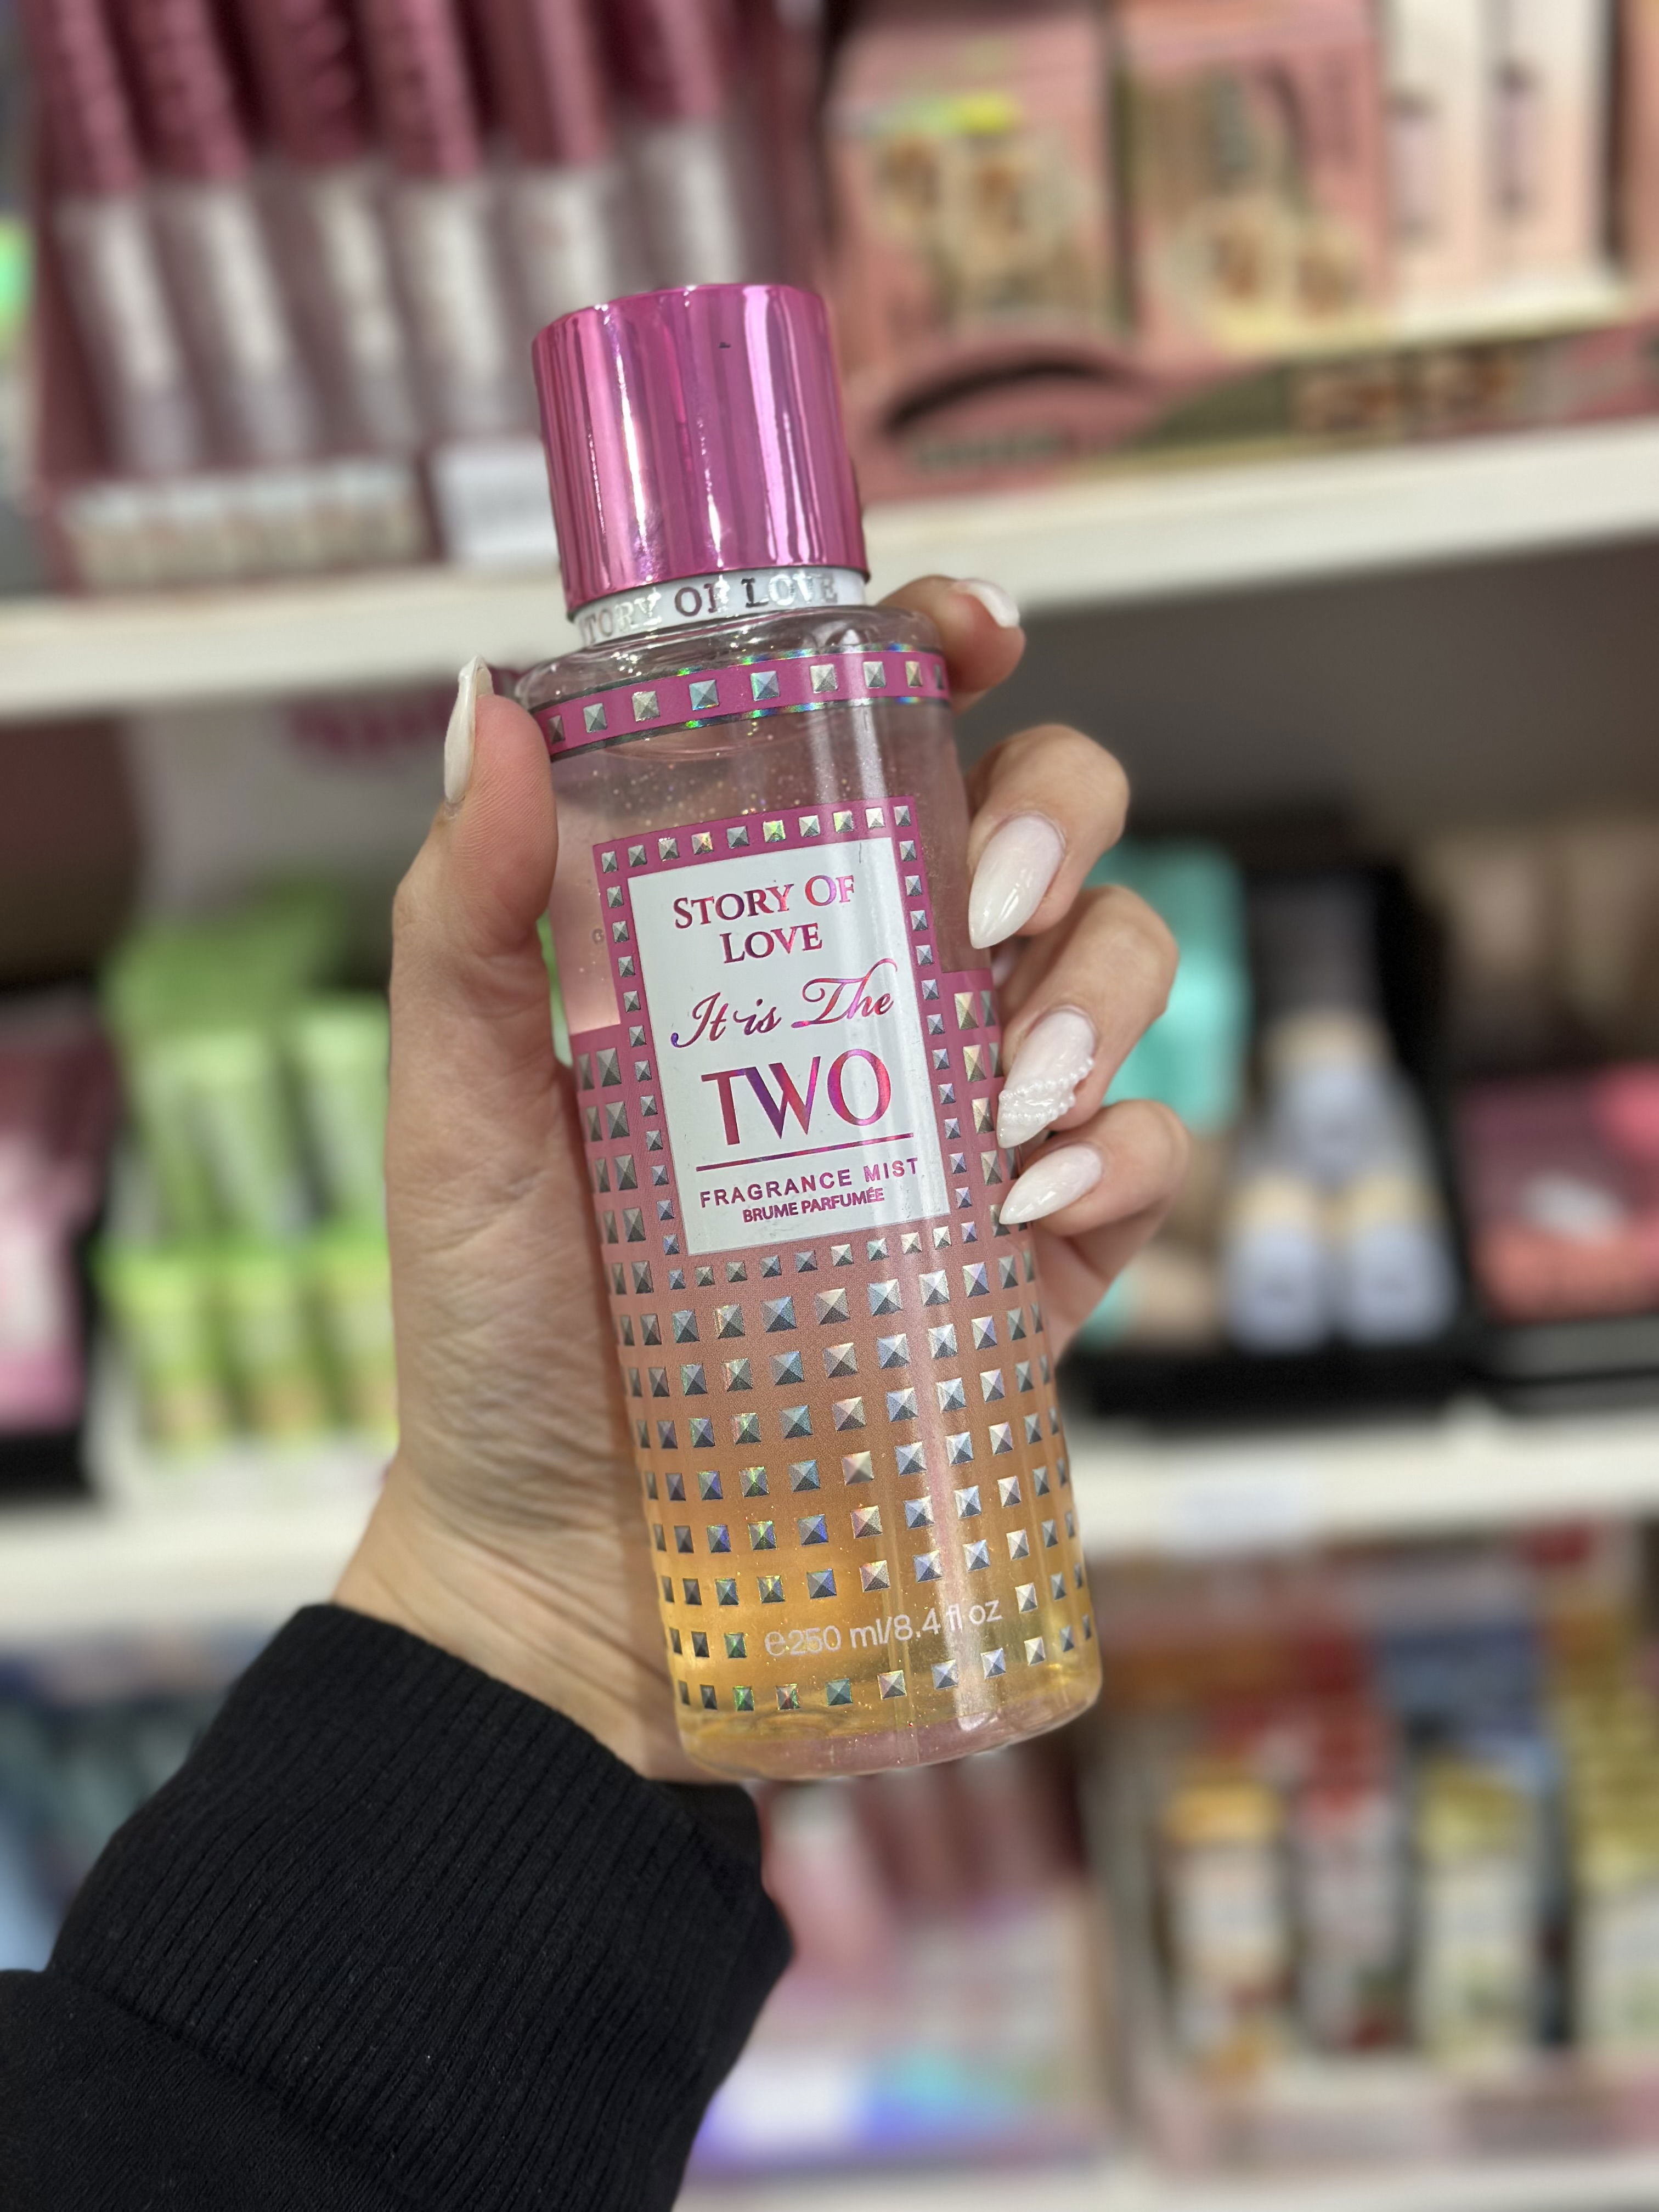 STORY OF LOVE
STORY OF
LOVE
It is The
TWO
FRAGRANCE MIST
BRUME PARFUMÉE
℮250 ml/8.4 fl oz